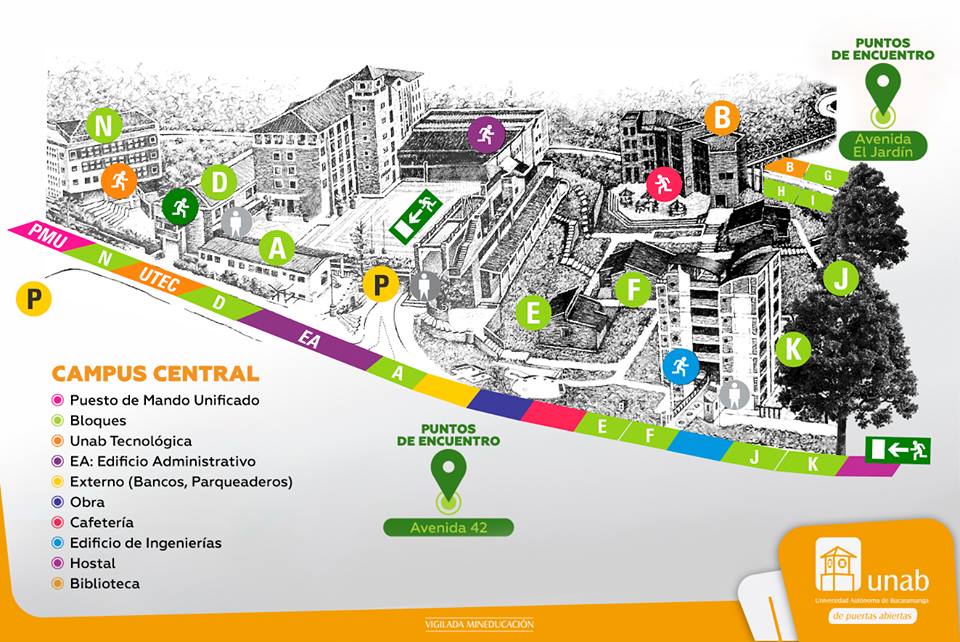 PUNTOS
DE ENCUENTRO
Avenida
El Jardín
N
B
D
B
G
H / I
A
PMU
N
UTEC
D
EA
A
P
P
E
F
J
K
E / F
J / K
CAMPUS CENTRAL
Puesto de Mando Unificado
Bloques
Unab Tecnológica
EA: Edificio Administrativo
Externo (Bancos, Parqueaderos)
Obra
Cafetería
Edificio de Ingenierías
Hostal
Biblioteca
PUNTOS
DE ENCUENTRO
Avenida 42
unab
Universidad Autónoma de Bucaramanga
de puertas abiertas
VIGILADA MINEDUCACIÓN